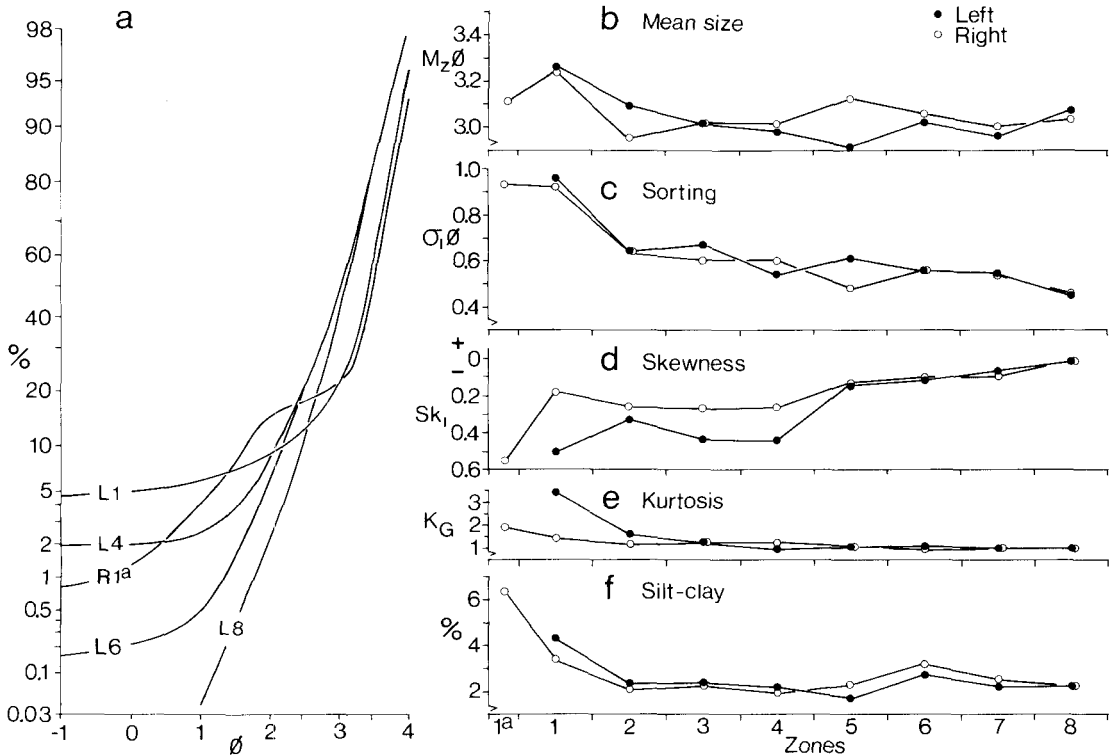 a
98
95
90
80
60
40
%
20
10
5
2
1
0.5
0.1
0.03
-1 0 1 2 3 4
Ø
L1
L4
R1ª
L6
L8
b Mean size
● Left
○ Right
MzØ
3.4
3.2
3.0
c Sorting
σIØ
1.0
0.8
0.6
0.4
d Skewness
SkI
+
0
−
0.2
0.4
0.6
e Kurtosis
KG
3
2
1
f Silt-clay
%
6
4
2
1ª 1 2 3 4 5 6 7 8
Zones